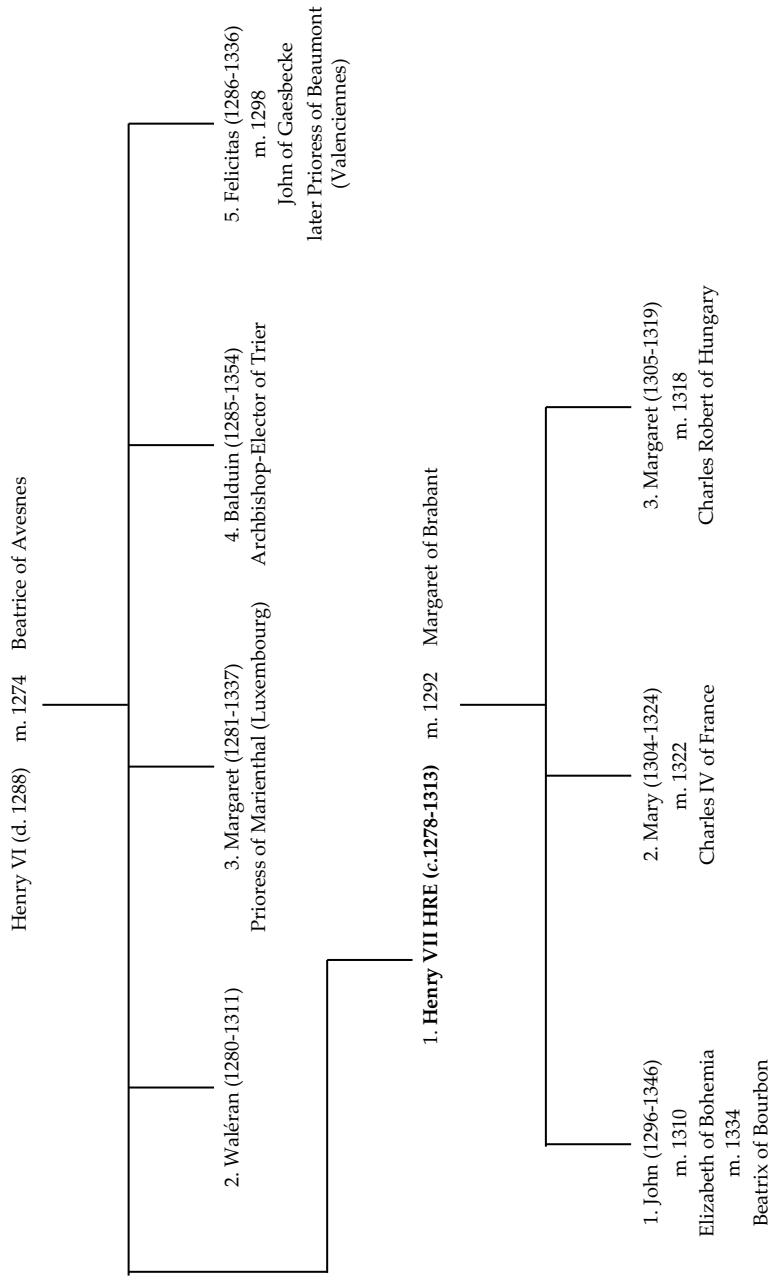 Henry VI (d. 1288) m. 1274 Beatrice of Avesnes
2. Waléran (1280-1311)
3. Margaret (1281-1337)
Prioress of Marienthal (Luxembourg)
4. Balduin (1285-1354)
Archbishop-Elector of Trier
5. Felicitas (1286-1336)
m. 1298
John of Gaesbecke
later Prioress of Beaumont
(Valenciennes)
1. Henry VII HRE (c.1278-1313) m. 1292 Margaret of Brabant
1. John (1296-1346)
m. 1310
Elizabeth of Bohemia
m. 1334
Beatrix of Bourbon
2. Mary (1304-1324)
m. 1322
Charles IV of France
3. Margaret (1305-1319)
m. 1318
Charles Robert of Hungary